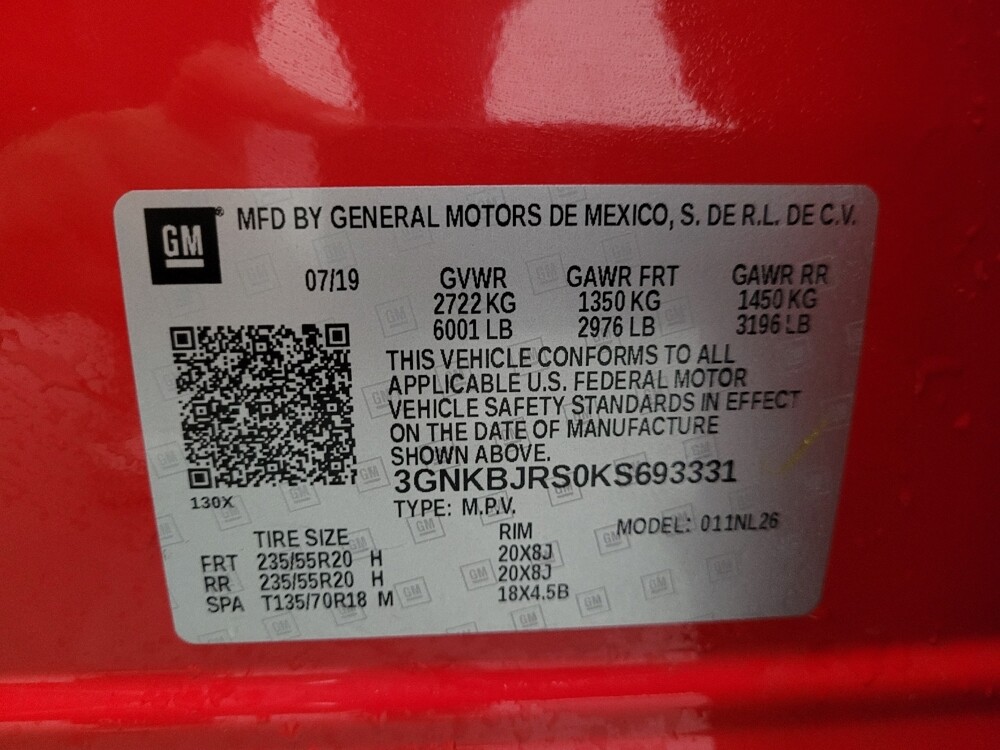 GM® MFD BY GENERAL MOTORS DE MEXICO, S. DE R.L. DE C.V.
07/19 GVWR GAWR FRT GAWR RR
2722 KG 1350 KG 1450 KG
6001 LB 2976 LB 3196 LB
THIS VEHICLE CONFORMS TO ALL
APPLICABLE U.S. FEDERAL MOTOR
VEHICLE SAFETY STANDARDS IN EFFECT
ON THE DATE OF MANUFACTURE
SHOWN ABOVE.
3GNKBJRS0KS693331
130X
TYPE: M.P.V. MODEL: 011NL26
TIRE SIZE RIM
FRT 235/55R20 H 20X8J
RR 235/55R20 H 20X8J
SPA T135/70R18 M 18X4.5B